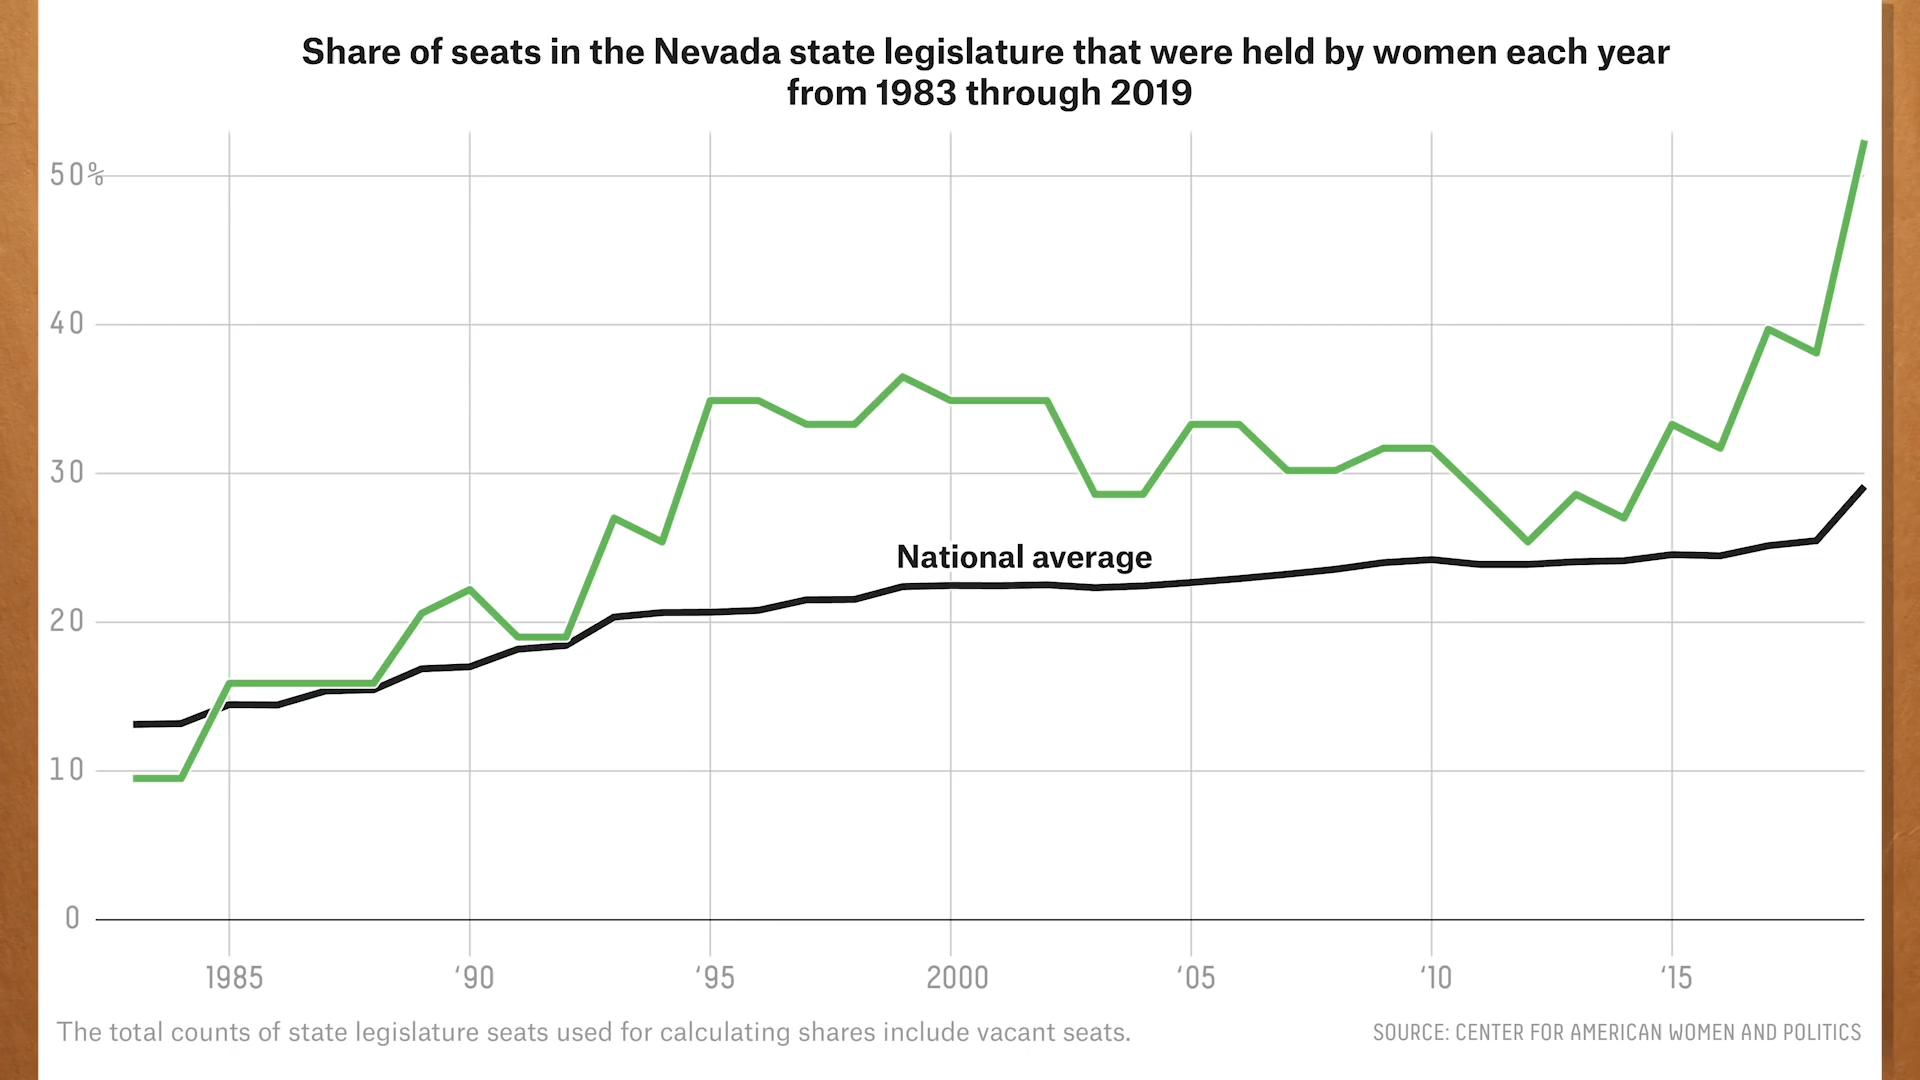 Share of seats in the Nevada state legislature that were held by women each year
from 1983 through 2019
50%
40
30
National average
20
10
0
1985 ‘90 ‘95 2000 ‘05 ‘10 ‘15
The total counts of state legislature seats used for calculating shares include vacant seats.
SOURCE: CENTER FOR AMERICAN WOMEN AND POLITICS